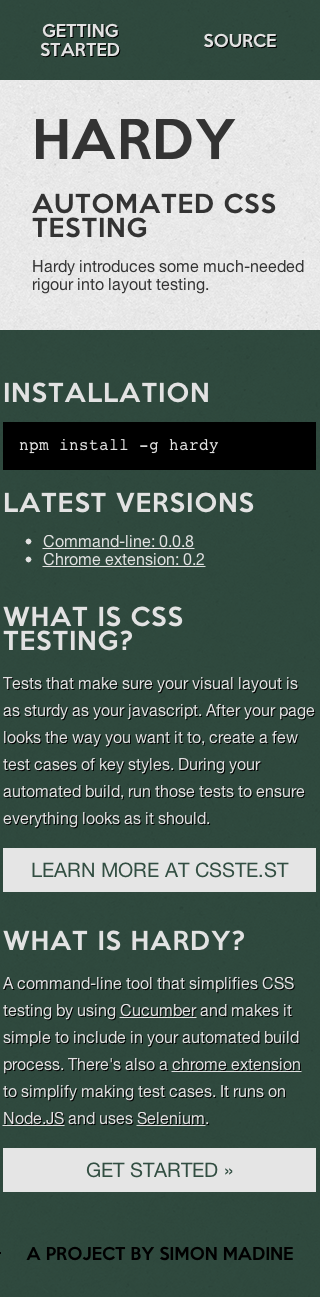 GETTING
STARTED
SOURCE
HARDY
AUTOMATED CSS
TESTING
Hardy introduces some much-needed
rigour into layout testing.
INSTALLATION
npm install -g hardy
LATEST VERSIONS
• Command-line: 0.0.8
• Chrome extension: 0.2
WHAT IS CSS
TESTING?
Tests that make sure your visual layout is
as sturdy as your javascript. After your page
looks the way you want it to, create a few
test cases of key styles. During your
automated build, run those tests to ensure
everything looks as it should.
LEARN MORE AT CSSTE.ST
WHAT IS HARDY?
A command-line tool that simplifies CSS
testing by using Cucumber and makes it
simple to include in your automated build
process. There's also a chrome extension
to simplify making test cases. It runs on
Node.JS and uses Selenium.
GET STARTED »
A PROJECT BY SIMON MADINE